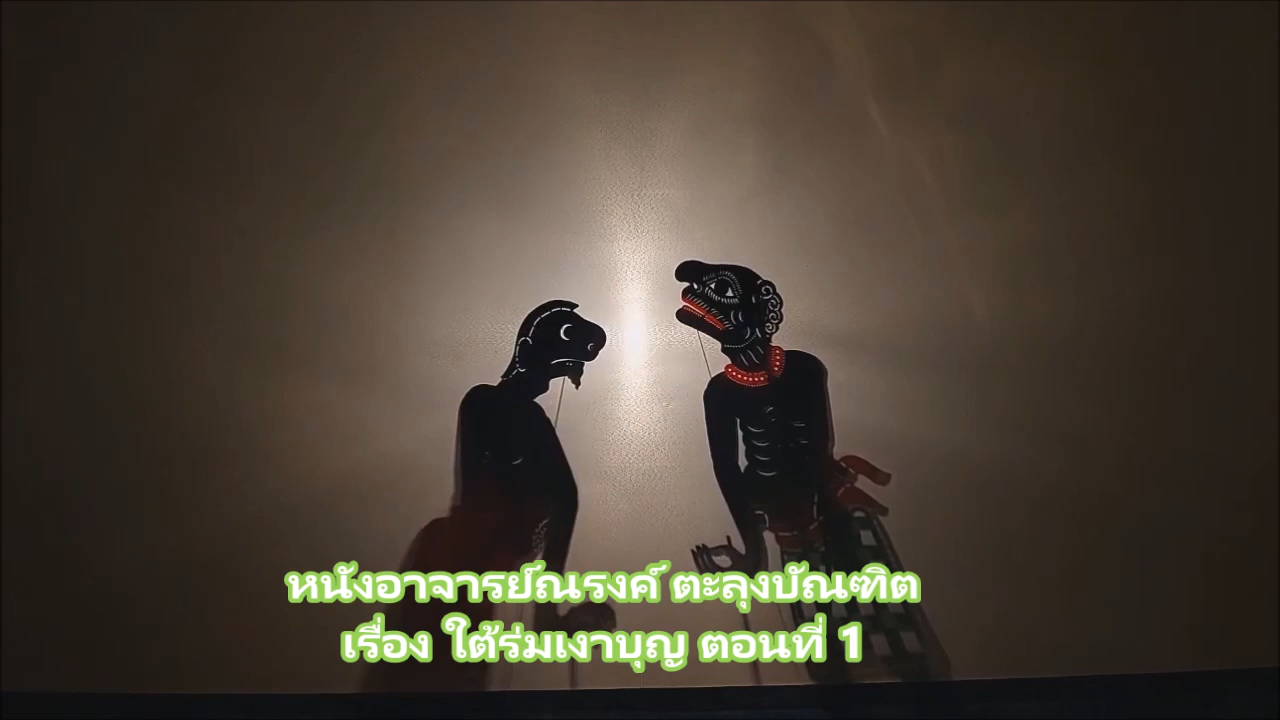 หนังอาจารย์ณรงค์ ตะลุงบัณฑิต
เรื่อง ใต้ร่มเงาบุญ ตอนที่ 1